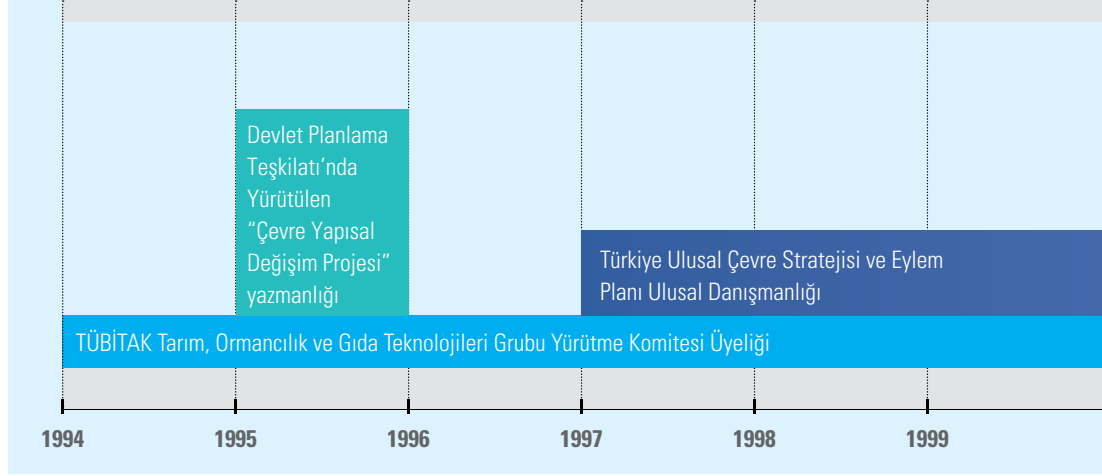 Devlet Planlama
Teşkilatı’nda
Yürütülen
“Çevre Yapısal
Değişim Projesi”
yazmanlığı
Türkiye Ulusal Çevre Stratejisi ve Eylem
Planı Ulusal Danışmanlığı
TÜBİTAK Tarım, Ormancılık ve Gıda Teknolojileri Grubu Yürütme Komitesi Üyeliği
1994 1995 1996 1997 1998 1999